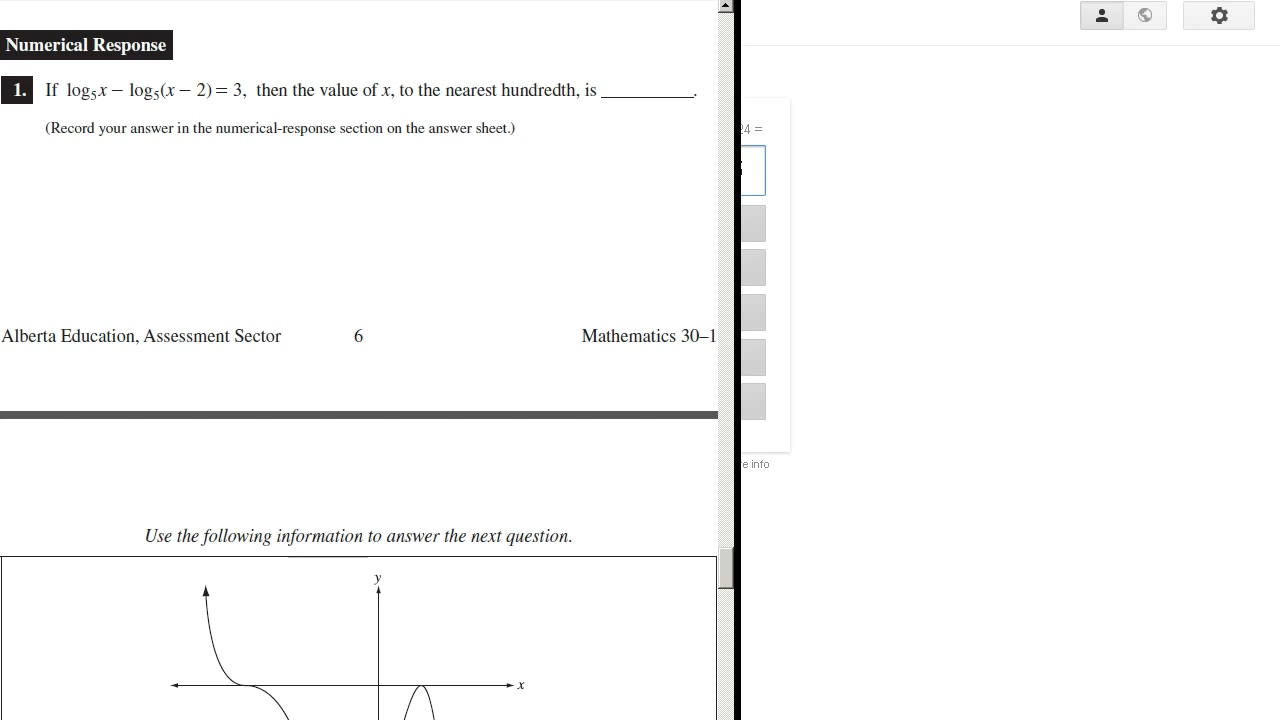 Numerical Response
1. If log₅x − log₅(x − 2) = 3, then the value of x, to the nearest hundredth, is __________.
(Record your answer in the numerical-response section on the answer sheet.)
24 =
Alberta Education, Assessment Sector 6 Mathematics 30–1
info
Use the following information to answer the next question.
y
x